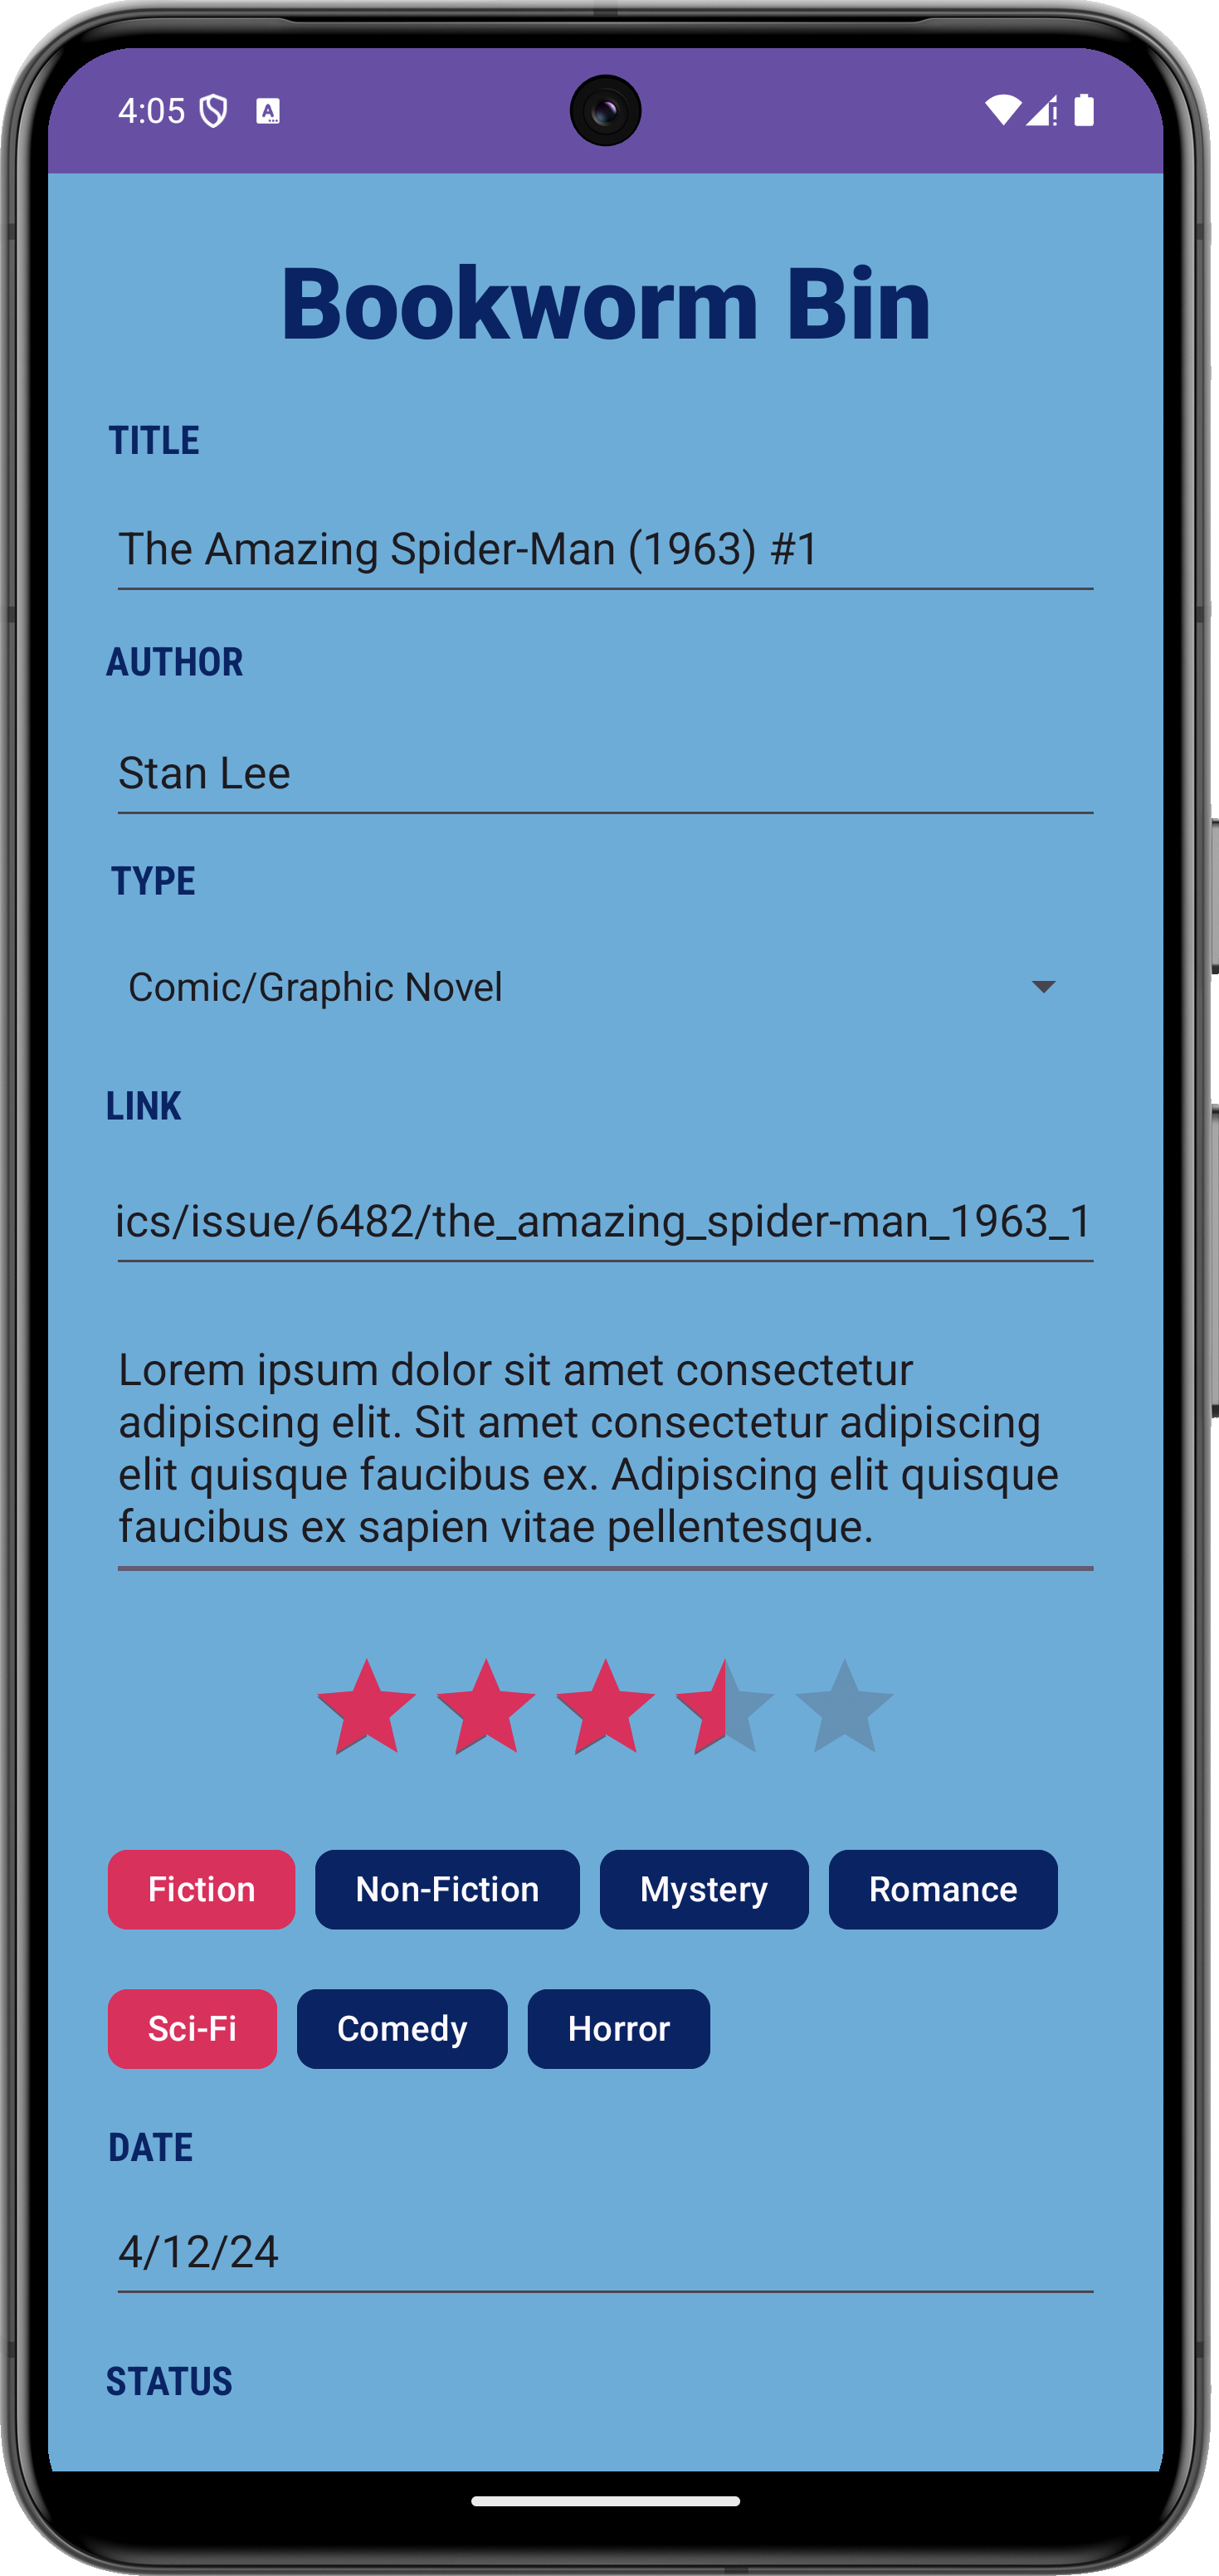 4:05
Bookworm Bin
TITLE
The Amazing Spider-Man (1963) #1
AUTHOR
Stan Lee
TYPE
Comic/Graphic Novel
LINK
ics/issue/6482/the_amazing_spider-man_1963_1
Lorem ipsum dolor sit amet consectetur
adipiscing elit. Sit amet consectetur adipiscing
elit quisque faucibus ex. Adipiscing elit quisque
faucibus ex sapien vitae pellentesque.
Fiction Non-Fiction Mystery Romance
Sci-Fi Comedy Horror
DATE
4/12/24
STATUS